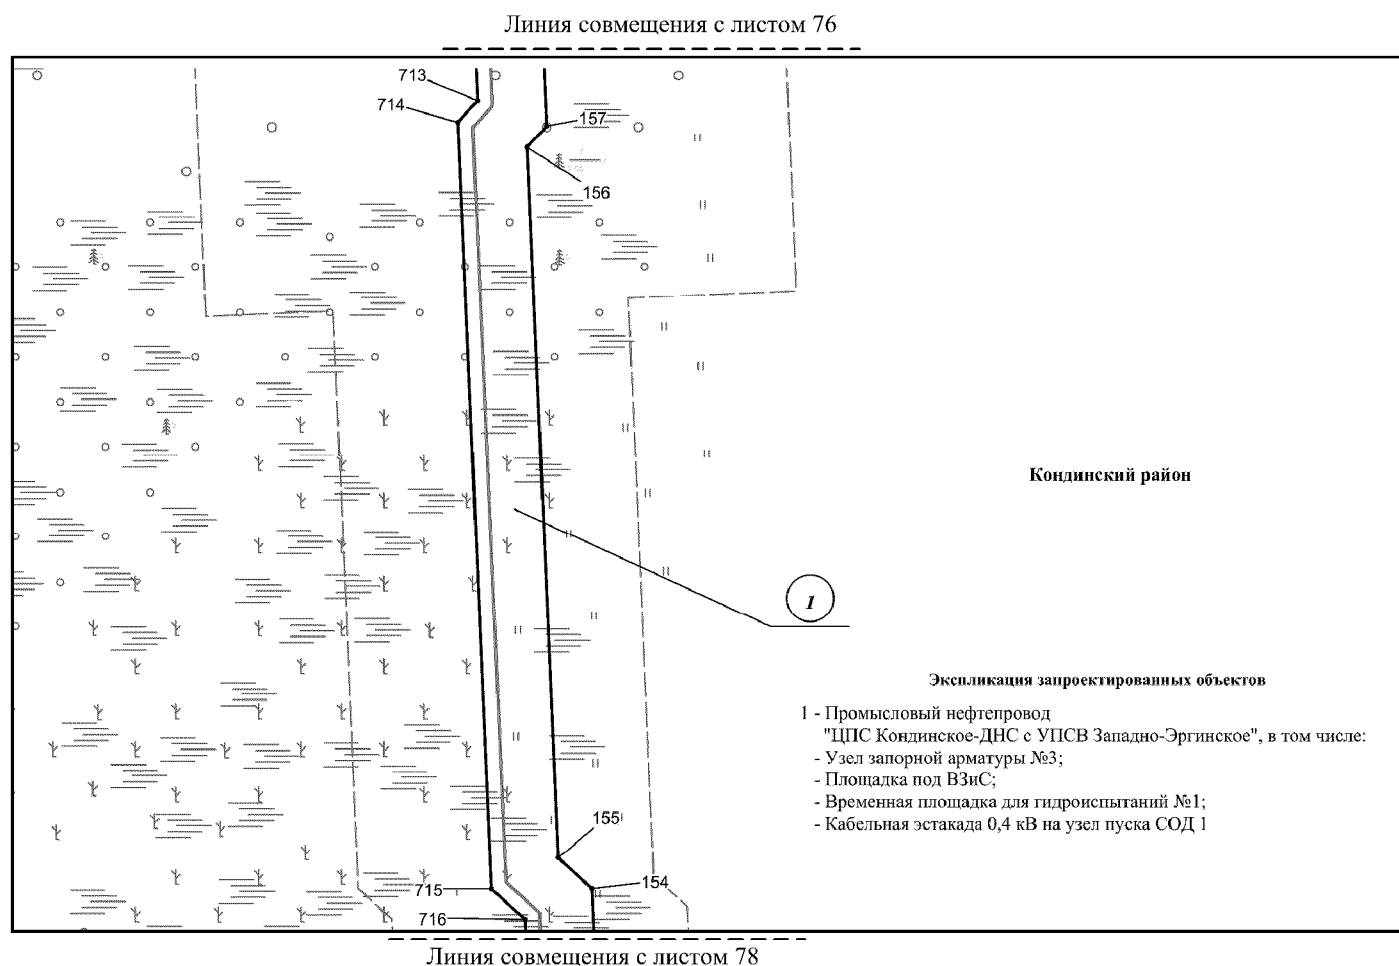 Линия совмещения с листом 76
713
714
157
156
Кондинский район
1
Экспликация запроектированных объектов
1 - Промысловый нефтепровод
"ЦПС Кондинское-ДНС с УПСВ Западно-Эргинское", в том числе:
- Узел запорной арматуры №3;
- Площадка под ВЗиС;
- Временная площадка для гидроиспытаний №1;
- Кабельная эстакада 0,4 кВ на узел пуска СОД 1
155
154
715
716
Линия совмещения с листом 78